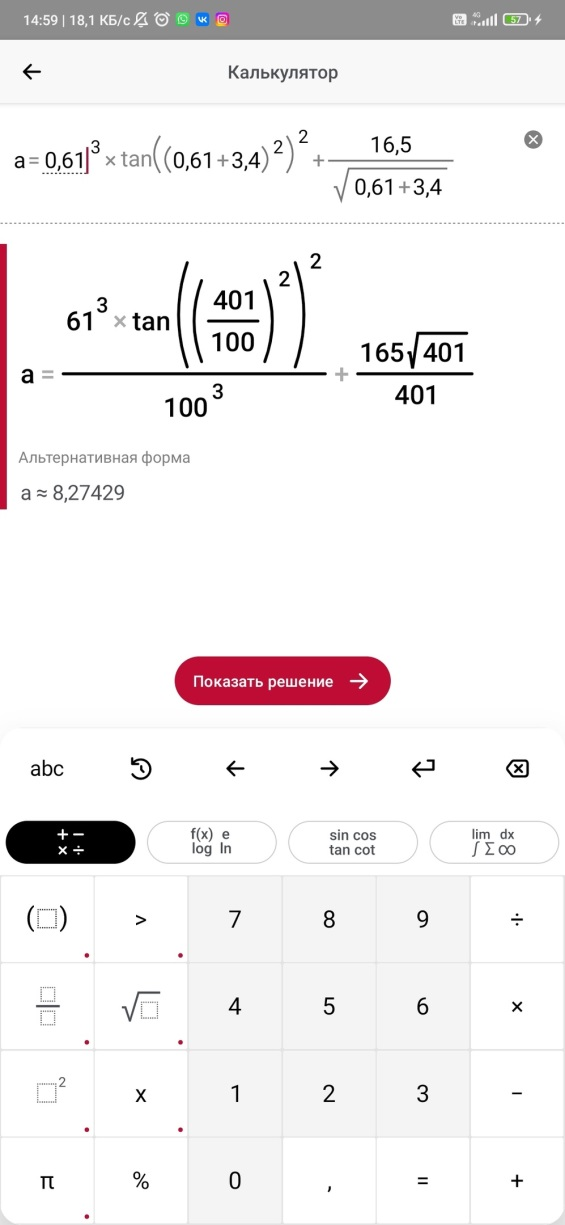 14:59 | 18,1 КБ/с 57
Калькулятор
a = 0,61³ × tan((0,61+3,4)²)² + 16,5/√(0,61+3,4)
a = (61³ × tan((401/100)²)²)/100³ + 165√401/401
Альтернативная форма
a ≈ 8,27429
Показать решение →
abc ← →
+ − × ÷
f(x) e log ln
sin cos tan cot
lim dx ∫ Σ ∞
(□) > 7 8 9 ÷
□/□ √□ 4 5 6 ×
□² x 1 2 3 −
π % 0 , = +